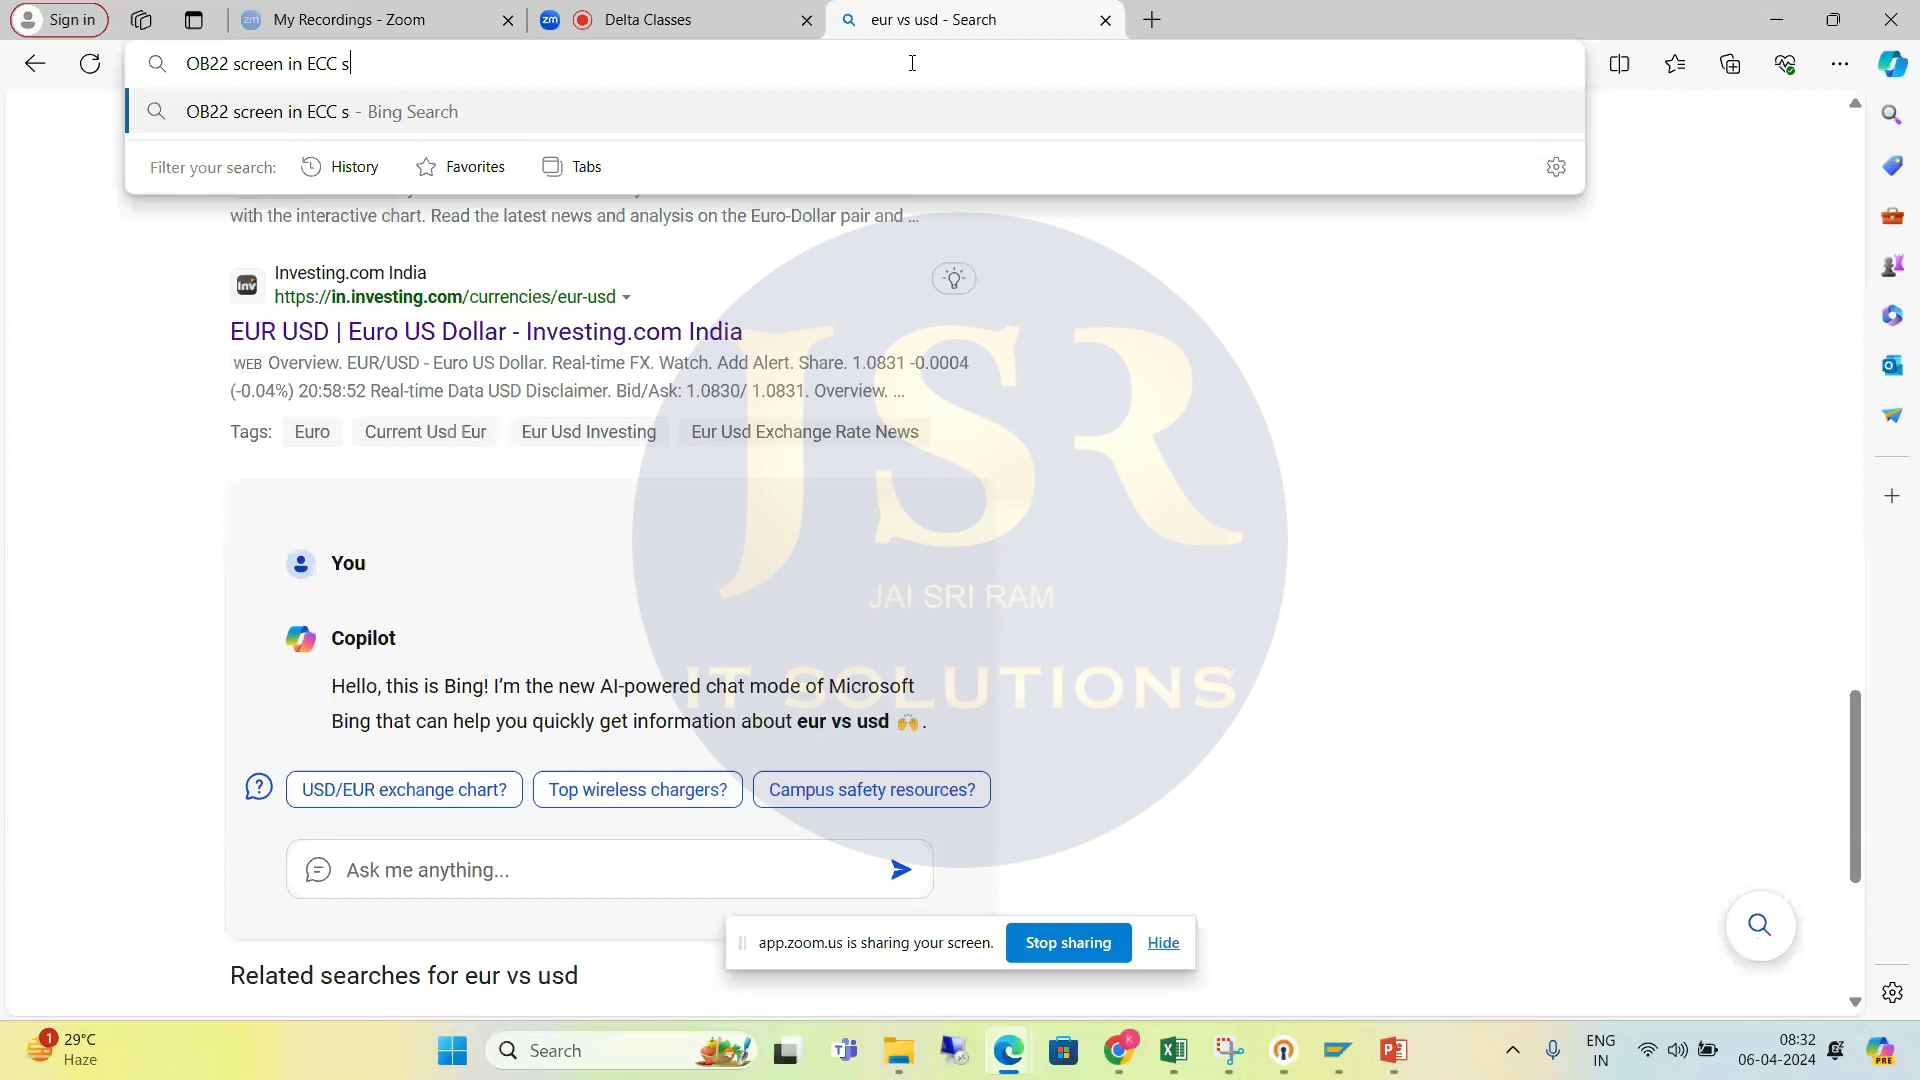 Sign in
My Recordings - Zoom
Delta Classes
eur vs usd - Search
OB22 screen in ECC s
OB22 screen in ECC s - Bing Search
Filter your search:
History
Favorites
Tabs
with the interactive chart. Read the latest news and analysis on the Euro-Dollar pair and ...
Investing.com India
https://in.investing.com/currencies/eur-usd
EUR USD | Euro US Dollar - Investing.com India
WEB Overview. EUR/USD - Euro US Dollar. Real-time FX. Watch. Add Alert. Share. 1.0831 -0.0004
(-0.04%) 20:58:52 Real-time Data USD Disclaimer. Bid/Ask: 1.0830/ 1.0831. Overview. ...
Tags: Euro Current Usd Eur Eur Usd Investing Eur Usd Exchange Rate News
JSR
JAI SRI RAM
IT SOLUTIONS
You
Copilot
Hello, this is Bing! I'm the new AI-powered chat mode of Microsoft
Bing that can help you quickly get information about eur vs usd 🙌.
USD/EUR exchange chart?
Top wireless chargers?
Campus safety resources?
Ask me anything...
app.zoom.us is sharing your screen.
Stop sharing
Hide
Related searches for eur vs usd
1
29°C
Haze
Search
K
ENG
IN
08:32
06-04-2024
PRE